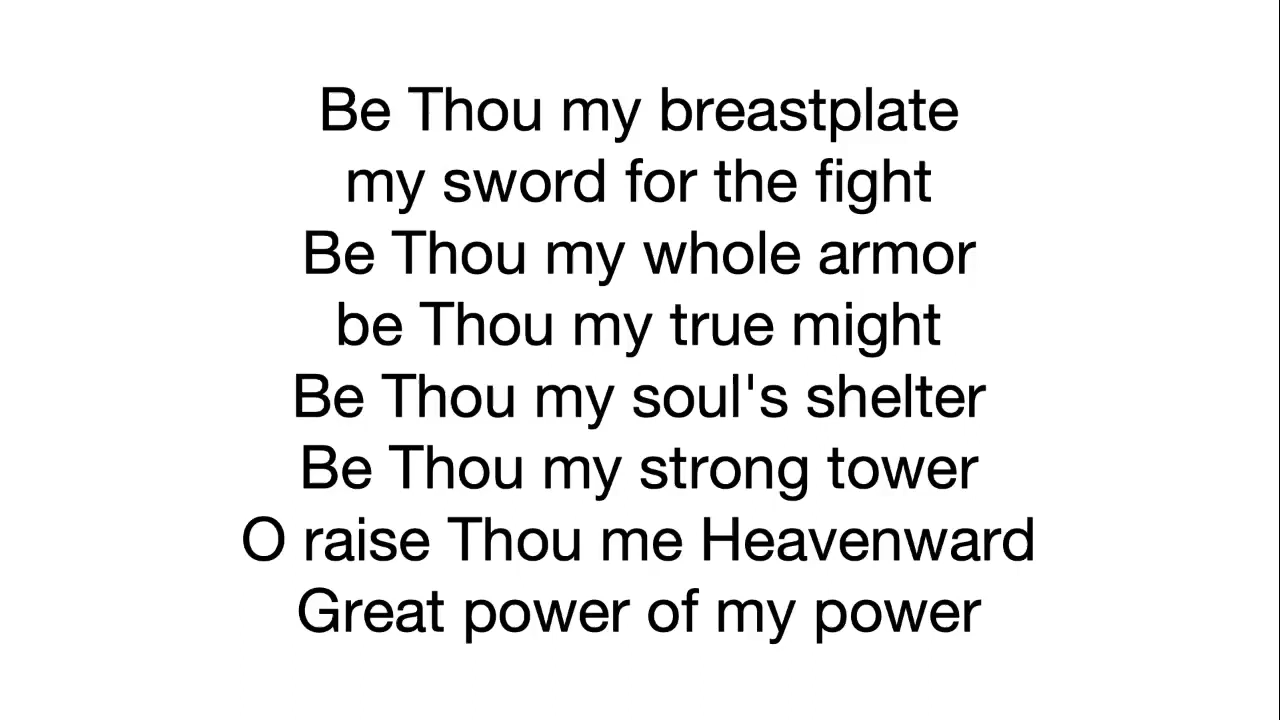 Be Thou my breastplate
my sword for the fight
Be Thou my whole armor
be Thou my true might
Be Thou my soul's shelter
Be Thou my strong tower
O raise Thou me Heavenward
Great power of my power